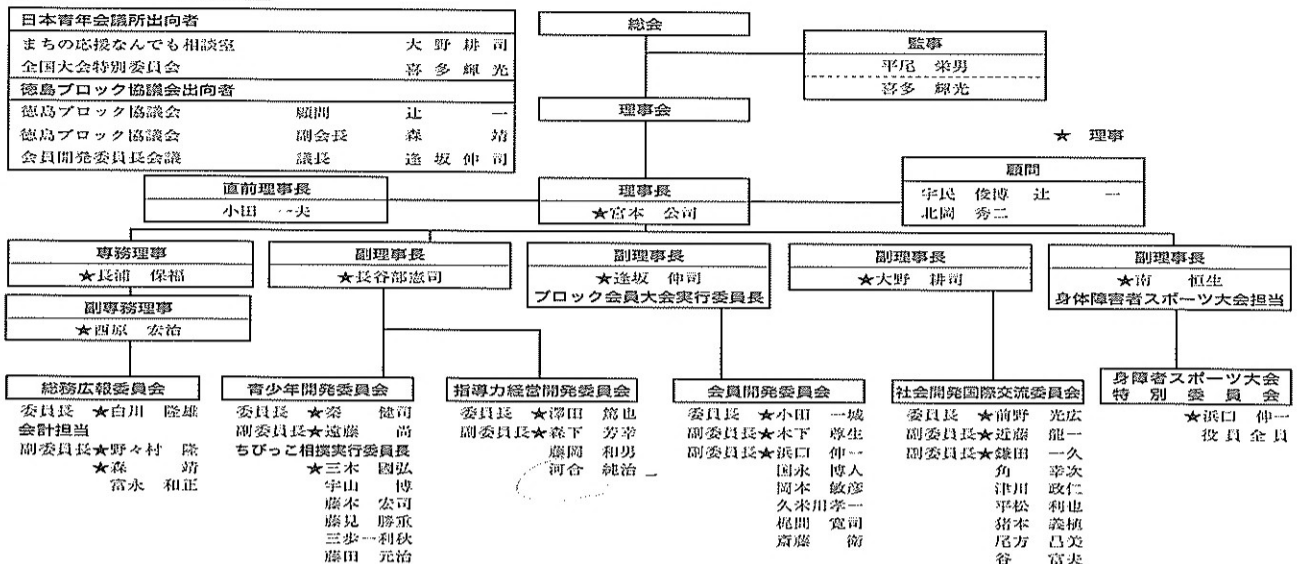 日本青年会議所出向者
まちの応援なんでも相談室 大野耕司
全国大会特別委員会 喜多輝光
徳島ブロック協議会出向者
徳島ブロック協議会 顧問 辻 一
徳島ブロック協議会 副会長 森 靖
会員開発委員長会議 議長 逢坂伸司
総会
監事
平尾 栄男
喜多 輝光
理事会
★ 理事
直前理事長
小田 一夫
理事長
★宮本 公司
顧問
宇民 俊博 辻 一
北岡 秀二
専務理事
★長浦 保福
副専務理事
★西原 宏治
副理事長
★長谷部憲司
副理事長
★逢坂 伸司
ブロック会員大会実行委員長
副理事長
★大野 耕司
副理事長
★南 恒生
身体障害者スポーツ大会担当
総務広報委員会
委員長 ★白川 隆雄
会計担当
副委員長★野々村 隆
★森 靖
富永 和正
青少年開発委員会
委員長 ★秦 健司
副委員長★遠藤 尚
ちびっこ相撲実行委員長
★三木 國弘
宇山 博
藤本 宏司
藤見 勝重
三歩一利秋
藤田 元治
指導力経営開発委員会
委員長 ★澤田 篤也
副委員長★森下 芳幸
藤岡 和男
河合 純治
会員開発委員会
委員長 ★小田 一城
副委員長★木下 尊生
副委員長★浜口 伸一
国永 博人
岡本 敏彦
久米川孝一
梶間 寛司
斎藤 衛
社会開発国際交流委員会
委員長 ★前野 光広
副委員長★近藤 龍一
副委員長★鎌田 一久
角 幸次
津川 政仁
平松 利也
猪本 義植
尾方 昌美
谷 富夫
身障者スポーツ大会
特別委員会
★浜口 伸一
役員全員